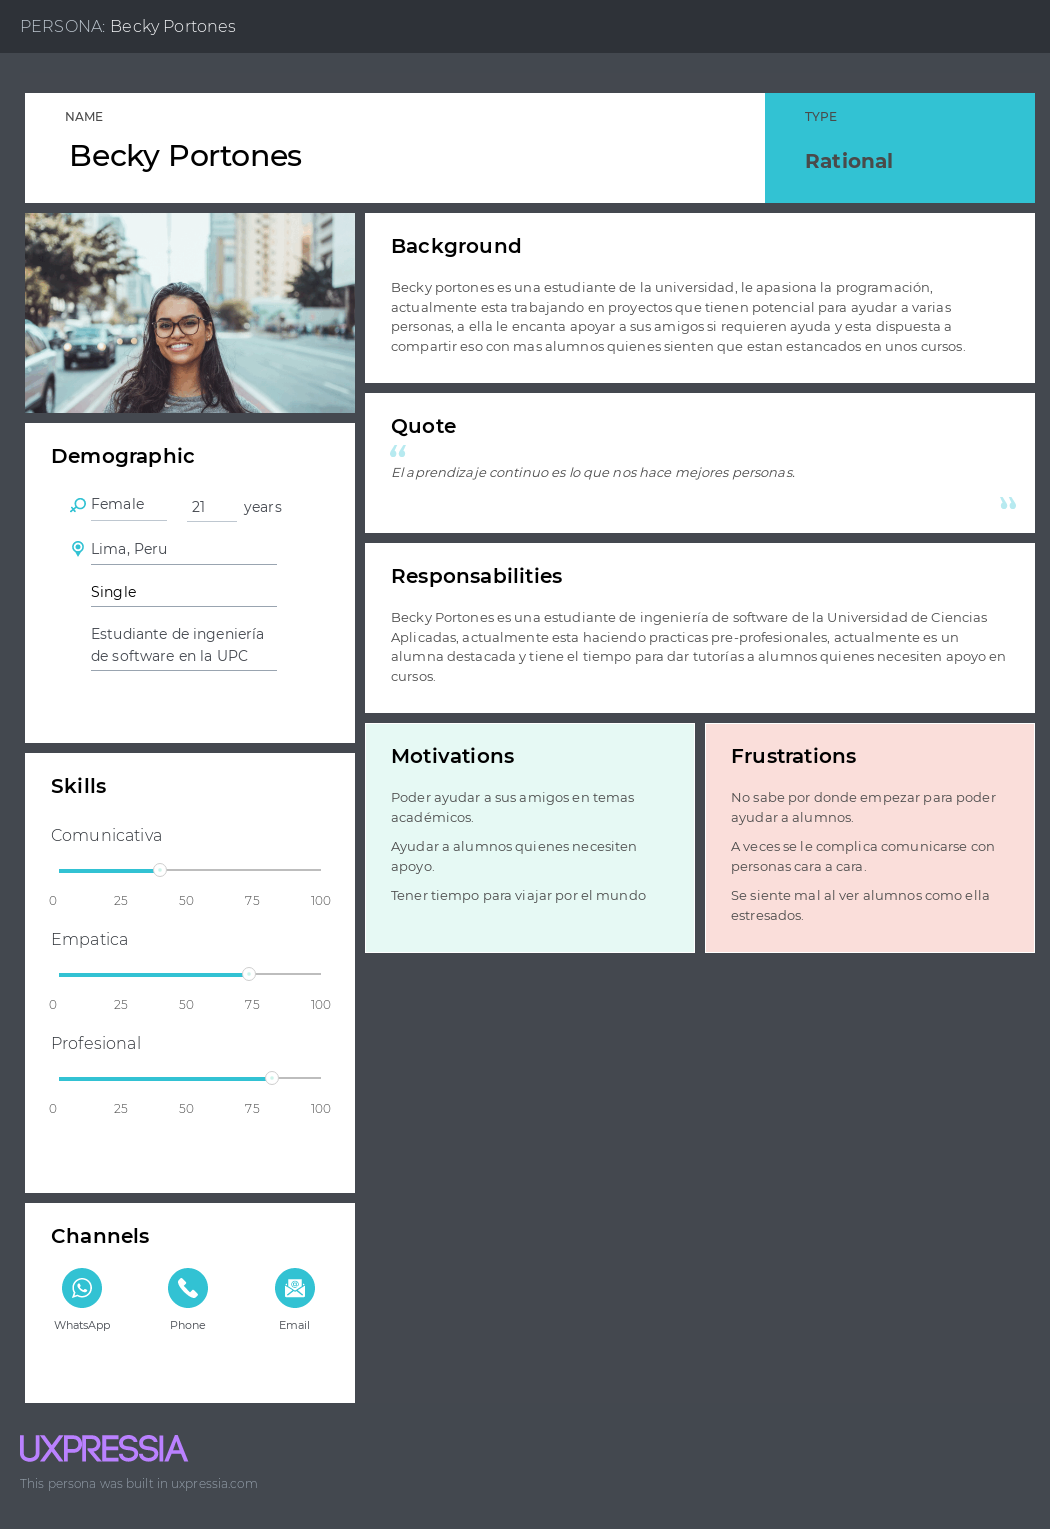 PERSONA: Becky Portones
NAME
Becky Portones
TYPE
Rational
Background
Becky portones es una estudiante de la universidad, le apasiona la programación,
actualmente esta trabajando en proyectos que tienen potencial para ayudar a varias
personas, a ella le encanta apoyar a sus amigos si requieren ayuda y esta dispuesta a
compartir eso con mas alumnos quienes sienten que estan estancados en unos cursos.
Quote
“
El aprendizaje continuo es lo que nos hace mejores personas.
”
Demographic
Female 21 years
Lima, Peru
Single
Estudiante de ingeniería
de software en la UPC
Responsabilities
Becky Portones es una estudiante de ingeniería de software de la Universidad de Ciencias
Aplicadas, actualmente esta haciendo practicas pre-profesionales, actualmente es un
alumna destacada y tiene el tiempo para dar tutorías a alumnos quienes necesiten apoyo en
cursos.
Motivations
Poder ayudar a sus amigos en temas
académicos.
Ayudar a alumnos quienes necesiten
apoyo.
Tener tiempo para viajar por el mundo
Frustrations
No sabe por donde empezar para poder
ayudar a alumnos.
A veces se le complica comunicarse con
personas cara a cara.
Se siente mal al ver alumnos como ella
estresados.
Skills
Comunicativa
0 25 50 75 100
Empatica
0 25 50 75 100
Profesional
0 25 50 75 100
Channels
WhatsApp Phone Email
UXPRESSIA
This persona was built in uxpressia.com